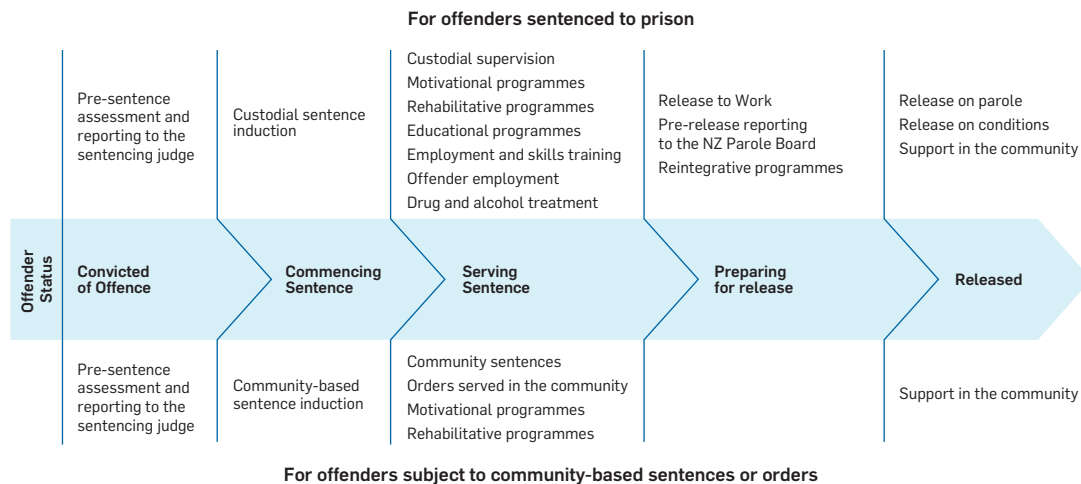 For offenders sentenced to prison
Pre-sentence
assessment and
reporting to the
sentencing judge
Custodial sentence
induction
Custodial supervision
Motivational programmes
Rehabilitative programmes
Educational programmes
Employment and skills training
Offender employment
Drug and alcohol treatment
Release to Work
Pre-release reporting
to the NZ Parole Board
Reintegrative programmes
Release on parole
Release on conditions
Support in the community
Offender
Status
Convicted
of Offence
Commencing
Sentence
Serving
Sentence
Preparing
for release
Released
Pre-sentence
assessment and
reporting to the
sentencing judge
Community-based
sentence induction
Community sentences
Orders served in the community
Motivational programmes
Rehabilitative programmes
Support in the community
For offenders subject to community-based sentences or orders